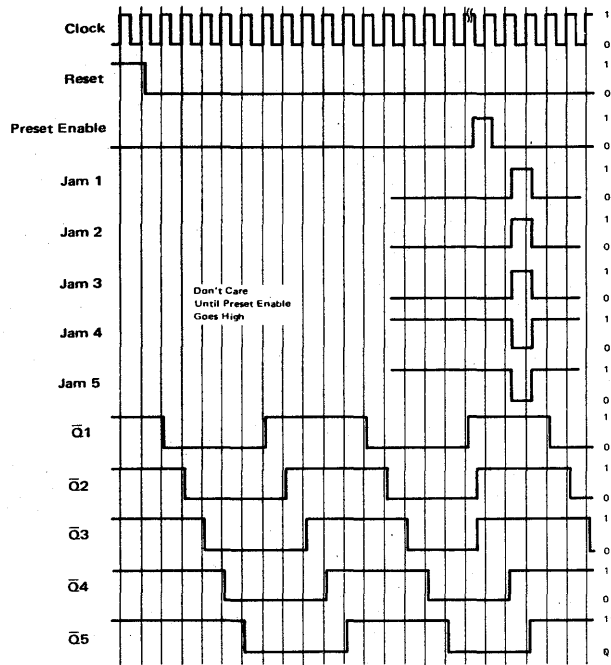 Clock 1
0
Reset 1
0
Preset Enable 1
0
Jam 1 1
0
Jam 2 1
0
Jam 3 1
0
Don't Care
Until Preset Enable
Goes High
Jam 4 1
0
Jam 5 1
0
Q̅1 1
0
Q̅2 1
0
Q̅3 1
0
Q̅4 1
0
Q̅5 1
0